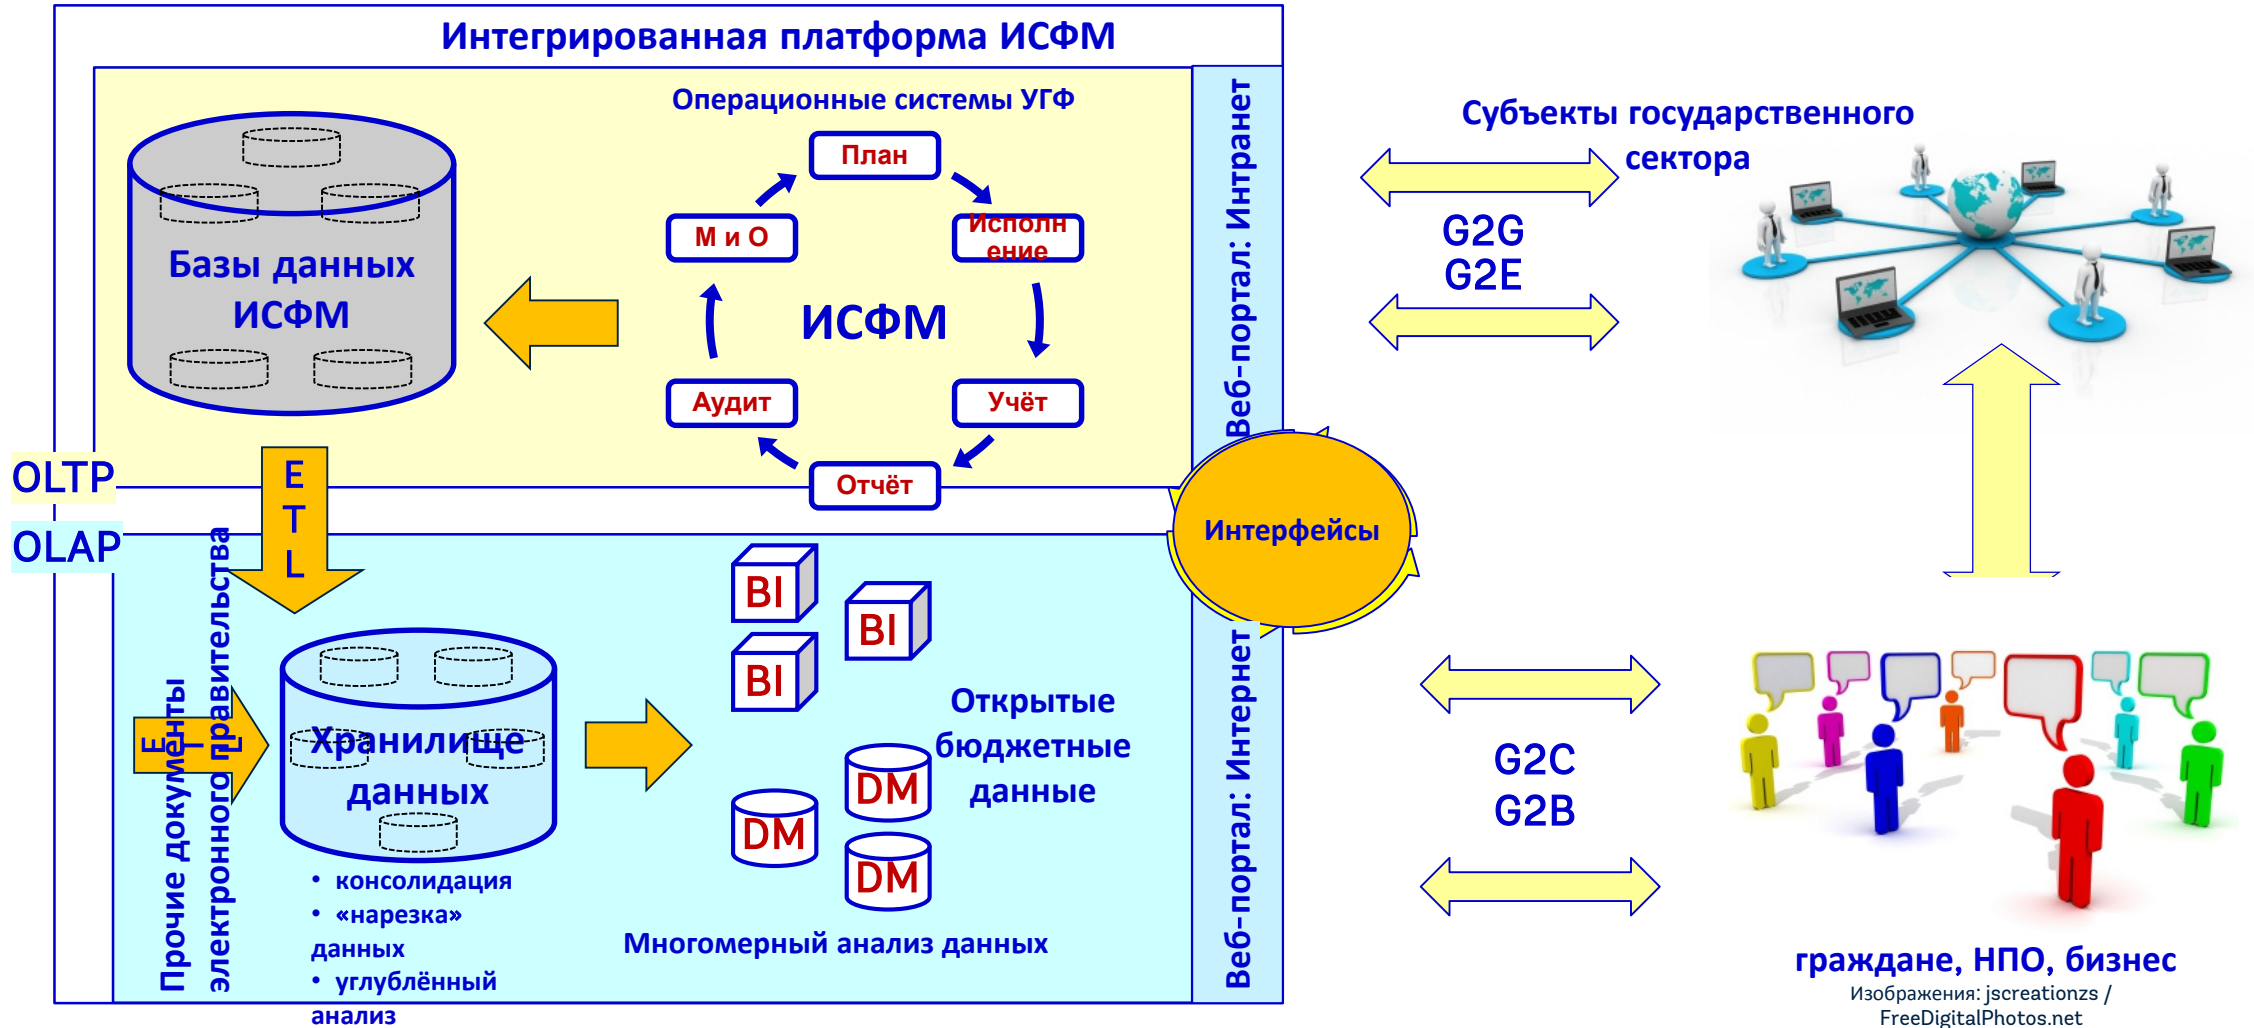 Интегрированная платформа ИСФМ
Операционные системы УГФ
План
Исполн
ение
Учёт
Отчёт
Аудит
М и О
ИСФМ
Базы данных
ИСФМ
Веб-портал: Интранет
OLTP
OLAP
E
T
L
Интерфейсы
Субъекты государственного
сектора
G2G
G2E
Прочие документы
электронного правительства
E T L
Хранилище
данных
• консолидация
• «нарезка»
данных
• углублённый
анализ
BI
BI
BI
DM
DM
DM
Открытые
бюджетные
данные
Многомерный анализ данных
Веб-портал: Интернет
G2C
G2B
граждане, НПО, бизнес
Изображения: jscreationzs /
FreeDigitalPhotos.net